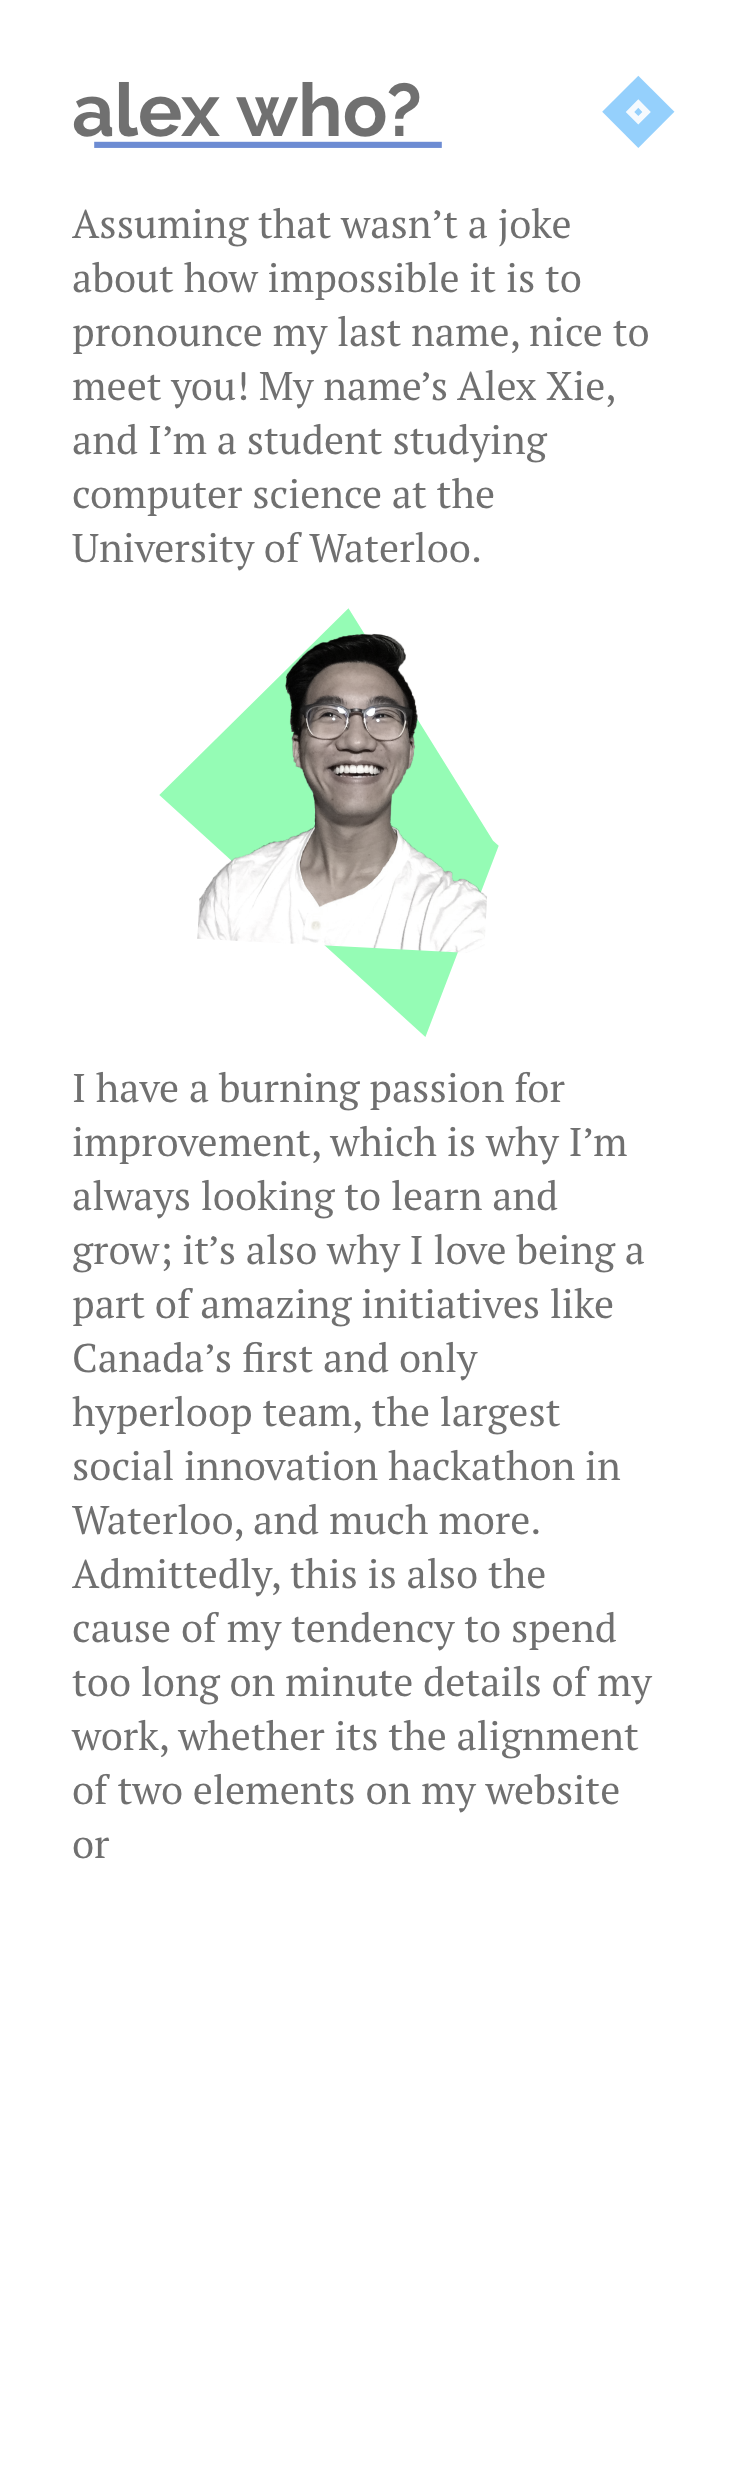 alex who?
Assuming that wasn’t a joke
about how impossible it is to
pronounce my last name, nice to
meet you! My name’s Alex Xie,
and I’m a student studying
computer science at the
University of Waterloo.
I have a burning passion for
improvement, which is why I’m
always looking to learn and
grow; it’s also why I love being a
part of amazing initiatives like
Canada’s first and only
hyperloop team, the largest
social innovation hackathon in
Waterloo, and much more.
Admittedly, this is also the
cause of my tendency to spend
too long on minute details of my
work, whether its the alignment
of two elements on my website
or